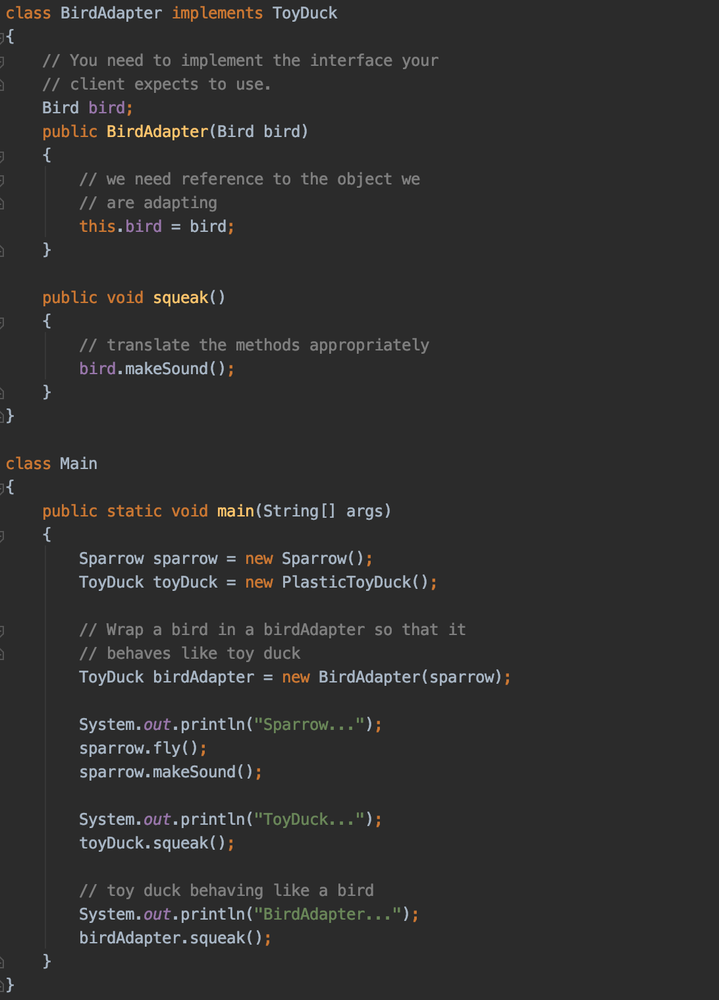 class BirdAdapter implements ToyDuck
{
    // You need to implement the interface your
    // client expects to use.
    Bird bird;
    public BirdAdapter(Bird bird)
    {
        // we need reference to the object we
        // are adapting
        this.bird = bird;
    }

    public void squeak()
    {
        // translate the methods appropriately
        bird.makeSound();
    }
}

class Main
{
    public static void main(String[] args)
    {
        Sparrow sparrow = new Sparrow();
        ToyDuck toyDuck = new PlasticToyDuck();

        // Wrap a bird in a birdAdapter so that it
        // behaves like toy duck
        ToyDuck birdAdapter = new BirdAdapter(sparrow);

        System.out.println("Sparrow...");
        sparrow.fly();
        sparrow.makeSound();

        System.out.println("ToyDuck...");
        toyDuck.squeak();

        // toy duck behaving like a bird
        System.out.println("BirdAdapter...");
        birdAdapter.squeak();
    }
}